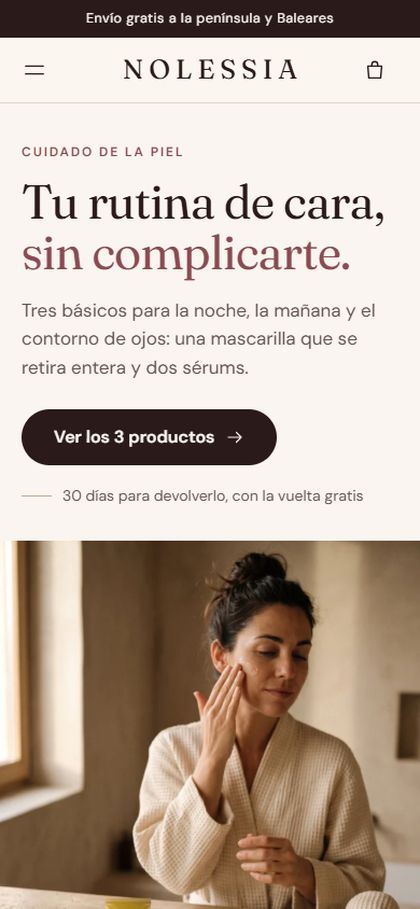 Envío gratis a la península y Baleares
NOLESSIA
CUIDADO DE LA PIEL
Tu rutina de cara,
sin complicarte.
Tres básicos para la noche, la mañana y el
contorno de ojos: una mascarilla que se
retira entera y dos sérums.
Ver los 3 productos →
30 días para devolverlo, con la vuelta gratis